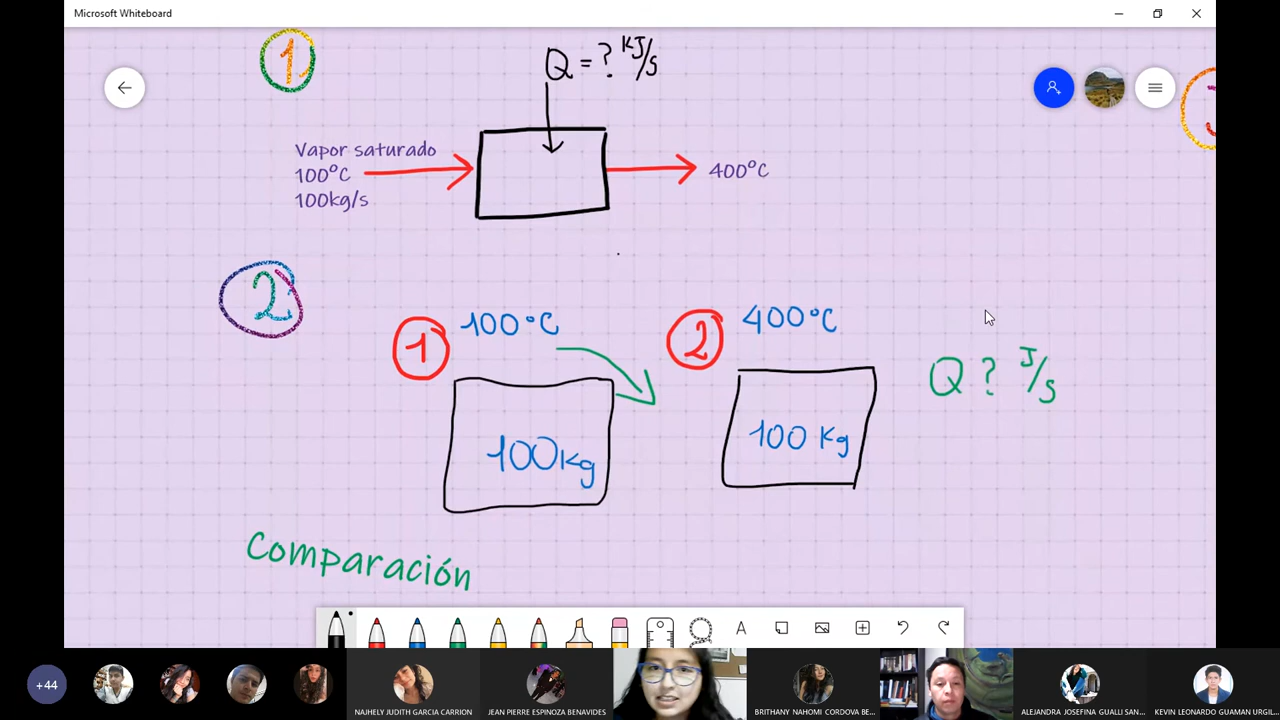 Microsoft Whiteboard
1
Q = ? KJ/s
Vapor saturado
100°C
100kg/s
400°C
2
1
100°C
2
400°C
Q ? J/s
100Kg
100 Kg
Comparación
A
+44
NAJHELY JUDITH GARCIA CARRION
JEAN PIERRE ESPINOZA BENAVIDES
BRITHANY NAHOMI CORDOVA BE...
ALEJANDRA JOSEFINA GUALLI SAN...
KEVIN LEONARDO GUAMAN URGIL...